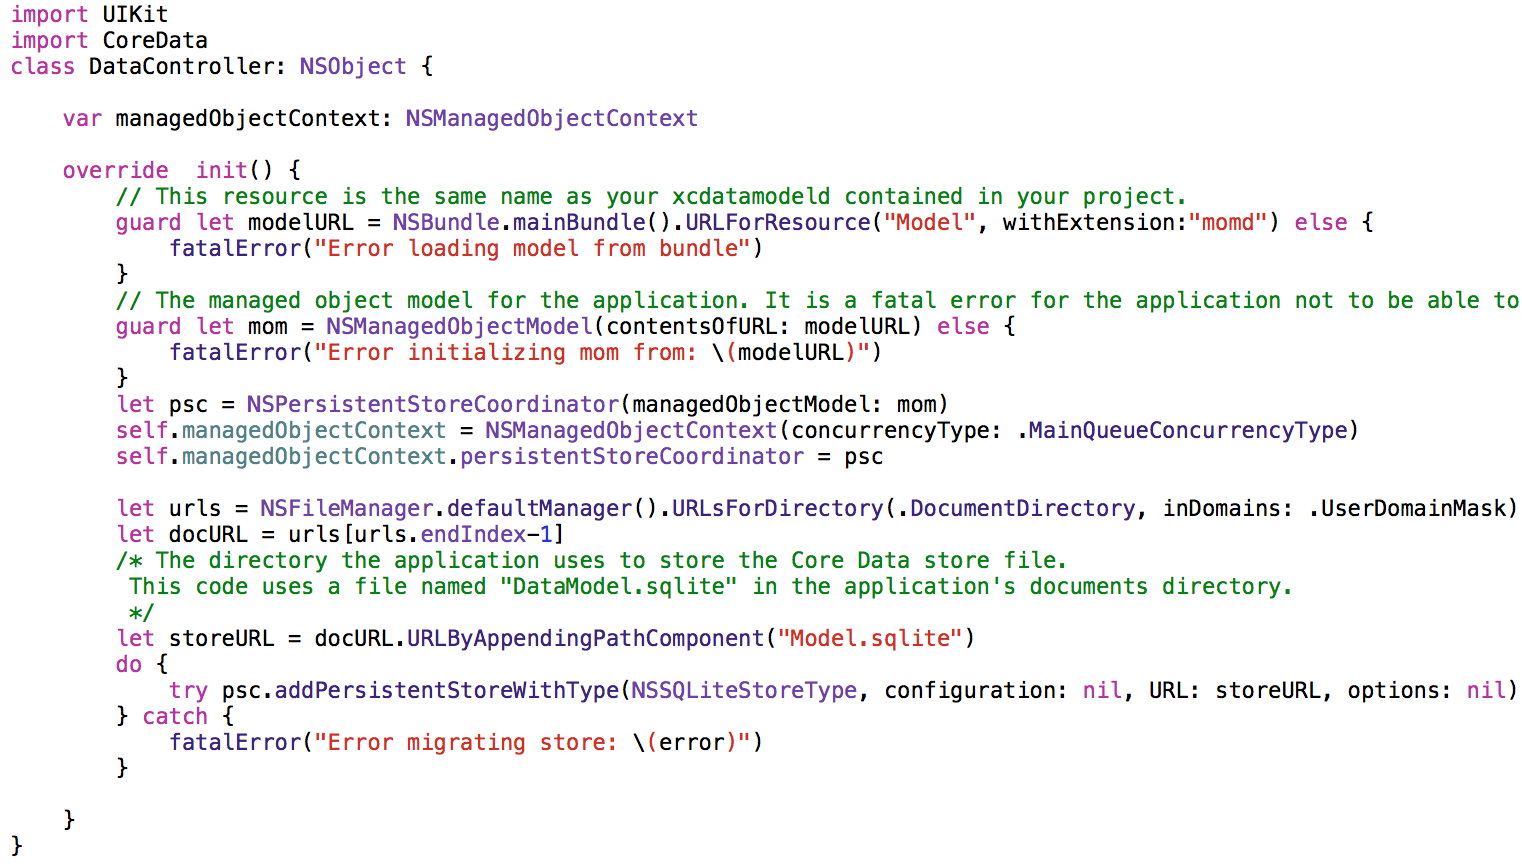 import UIKit
import CoreData
class DataController: NSObject {
    var managedObjectContext: NSManagedObjectContext
    override  init() {
        // This resource is the same name as your xcdatamodeld contained in your project.
        guard let modelURL = NSBundle.mainBundle().URLForResource("Model", withExtension:"momd") else {
            fatalError("Error loading model from bundle")
        }
        // The managed object model for the application. It is a fatal error for the application not to be able to
        guard let mom = NSManagedObjectModel(contentsOfURL: modelURL) else {
            fatalError("Error initializing mom from: \(modelURL)")
        }
        let psc = NSPersistentStoreCoordinator(managedObjectModel: mom)
        self.managedObjectContext = NSManagedObjectContext(concurrencyType: .MainQueueConcurrencyType)
        self.managedObjectContext.persistentStoreCoordinator = psc
        let urls = NSFileManager.defaultManager().URLsForDirectory(.DocumentDirectory, inDomains: .UserDomainMask)
        let docURL = urls[urls.endIndex-1]
        /* The directory the application uses to store the Core Data store file.
         This code uses a file named "DataModel.sqlite" in the application's documents directory.
         */
        let storeURL = docURL.URLByAppendingPathComponent("Model.sqlite")
        do {
            try psc.addPersistentStoreWithType(NSSQLiteStoreType, configuration: nil, URL: storeURL, options: nil)
        } catch {
            fatalError("Error migrating store: \(error)")
        }
    }
}